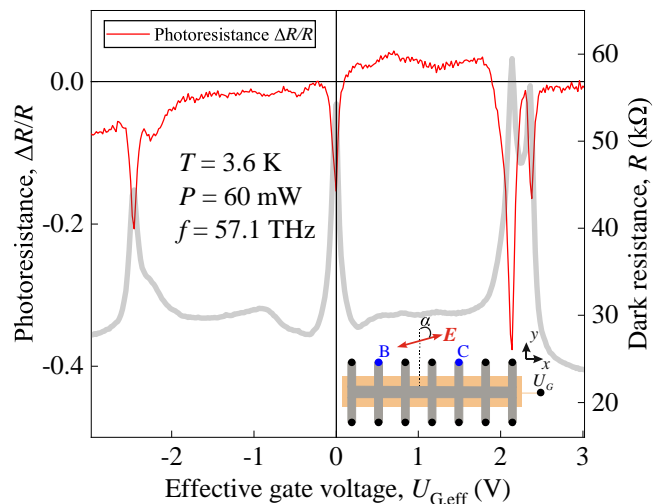 Photoresistance ΔR/R
0.0
-0.2
-0.4
Photoresistance, ΔR/R
60
50
40
30
20
Dark resistance, R (kΩ)
T = 3.6 K
P = 60 mW
f = 57.1 THz
α
E
B
C
y
x
U_G
-2
-1
0
1
2
3
Effective gate voltage, U_G,eff (V)